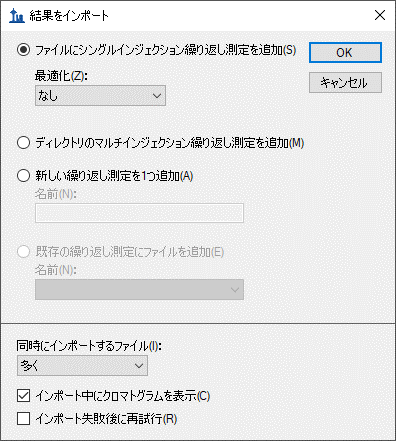 結果をインポート
ファイルにシングルインジェクション繰り返し測定を追加(S)
OK
最適化(Z):
キャンセル
なし
ディレクトリのマルチインジェクション繰り返し測定を追加(M)
新しい繰り返し測定を1つ追加(A)
名前(N):
既存の繰り返し測定にファイルを追加(E)
名前(N):
同時にインポートするファイル(I):
多く
インポート中にクロマトグラムを表示(C)
インポート失敗後に再試行(R)